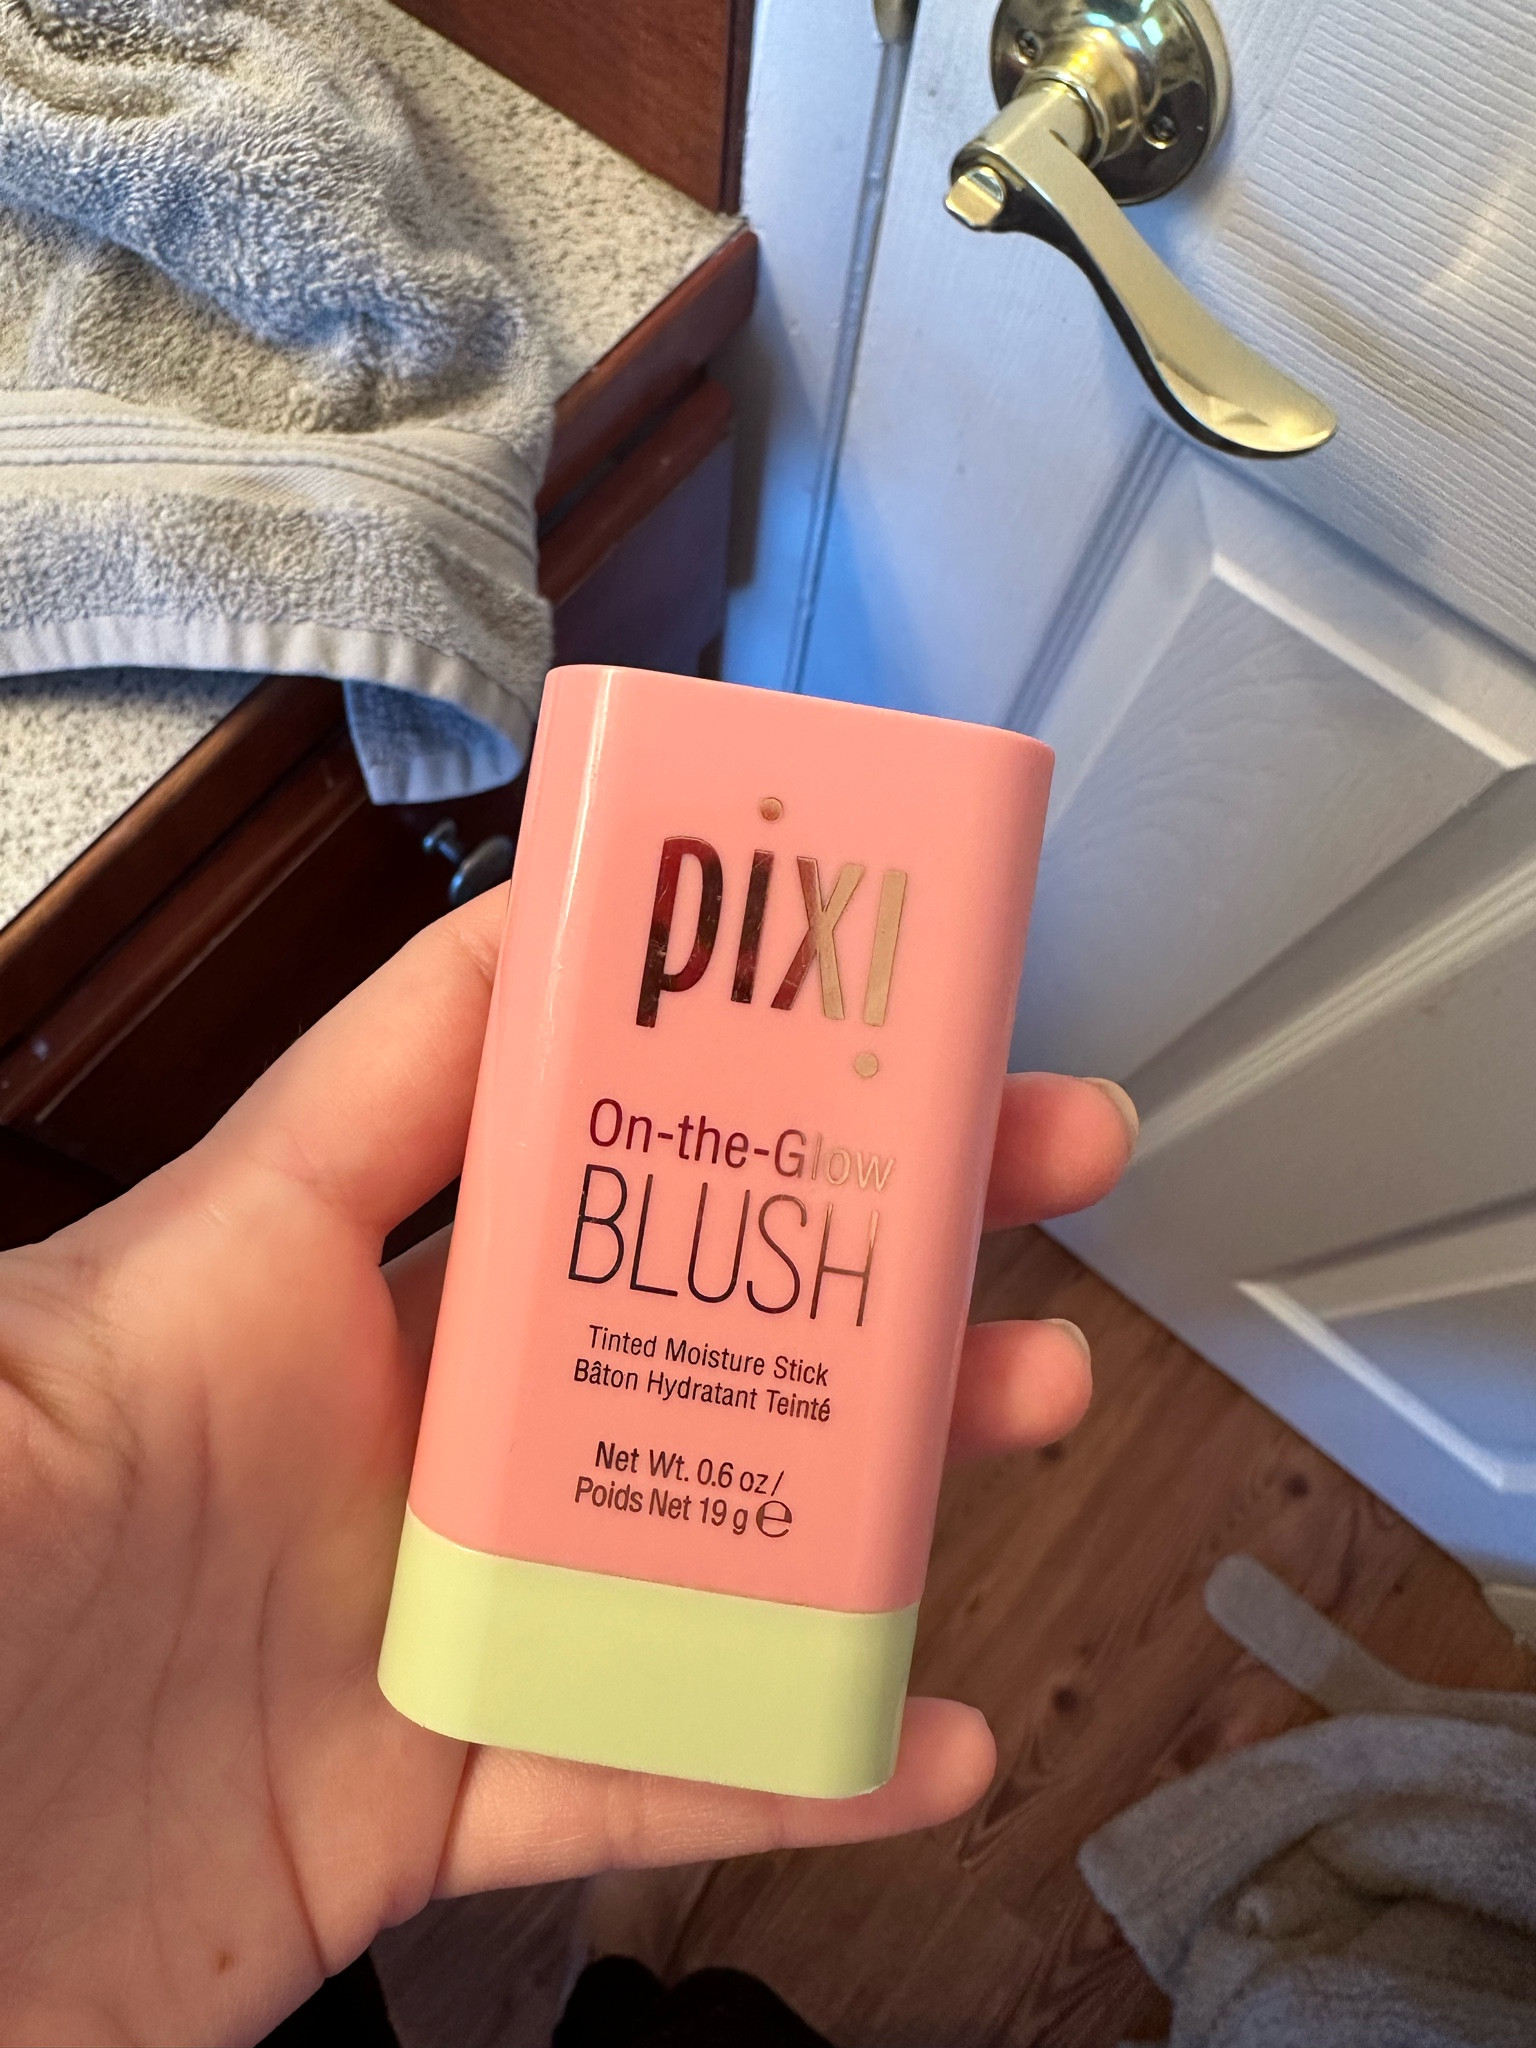 pixi
On-the-Glow
BLUSH
Tinted Moisture Stick
Bâton Hydratant Teinté
Net Wt. 0.6 oz/
Poids Net 19 g ℮